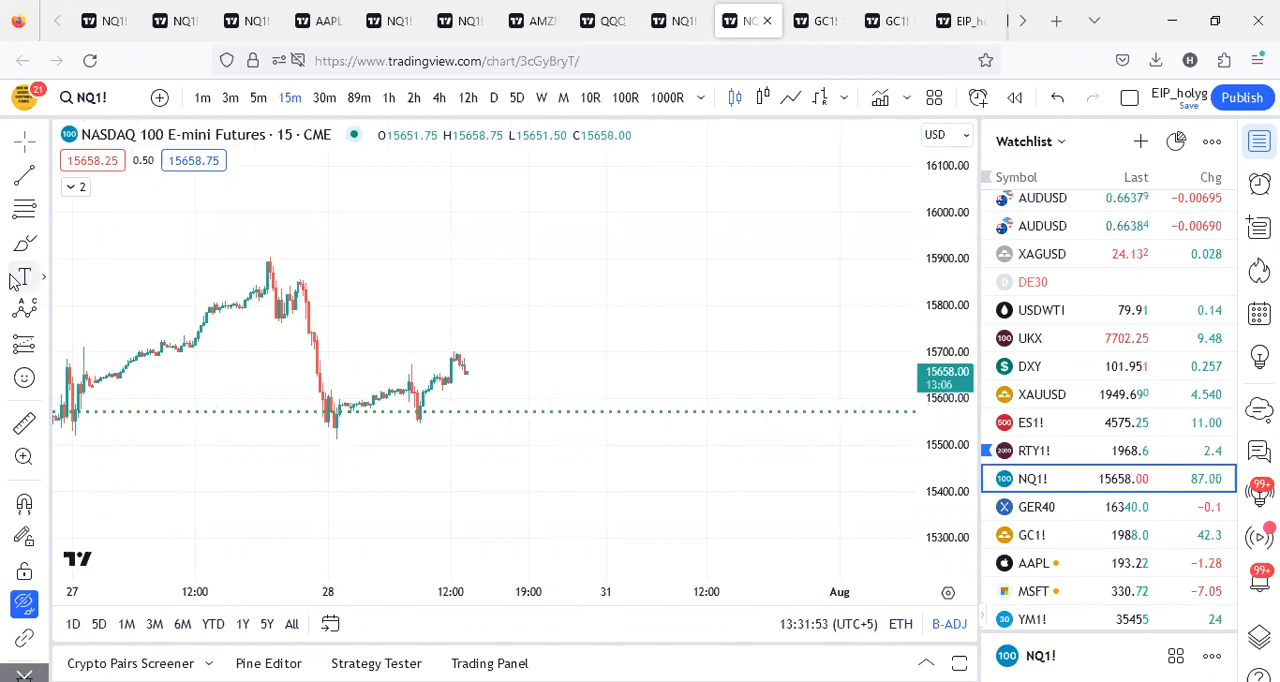 NQ1! NQ1! NQ1! AAPL NQ1! NQ1! AMZ QQQ NQ1! NQ GC1! GC1! EIP_ho
https://www.tradingview.com/chart/3cGyBryT/
H
21
NQ1! 1m 3m 5m 15m 30m 89m 1h 2h 4h 12h D 5D W M 10R 100R 1000R EIP_holyg Save Publish
NASDAQ 100 E-mini Futures · 15 · CME O15651.75 H15658.75 L15651.50 C15658.00
USD
15658.25 0.50 15658.75
2
16100.00
16000.00
15900.00
15800.00
15700.00
15658.00
13:06
15600.00
15500.00
15400.00
15300.00
27 12:00 28 12:00 19:00 31 12:00 Aug
1D 5D 1M 3M 6M YTD 1Y 5Y All 13:31:53 (UTC+5) ETH B-ADJ
Crypto Pairs Screener Pine Editor Strategy Tester Trading Panel
Watchlist
Symbol Last Chg
AUDUSD 0.66379 −0.00695
AUDUSD 0.66384 −0.00690
XAGUSD 24.132 0.028
DE30
USDWTI 79.91 0.14
UKX 7702.25 9.48
DXY 101.951 0.257
XAUUSD 1949.690 4.540
ES1! 4575.25 11.00
RTY1! 1968.6 2.4
NQ1! 15658.00 87.00
GER40 16340.0 −0.1
GC1! 1988.0 42.3
AAPL 193.22 −1.28
MSFT 330.72 −7.05
YM1! 35455 24
NQ1!
99+
99+